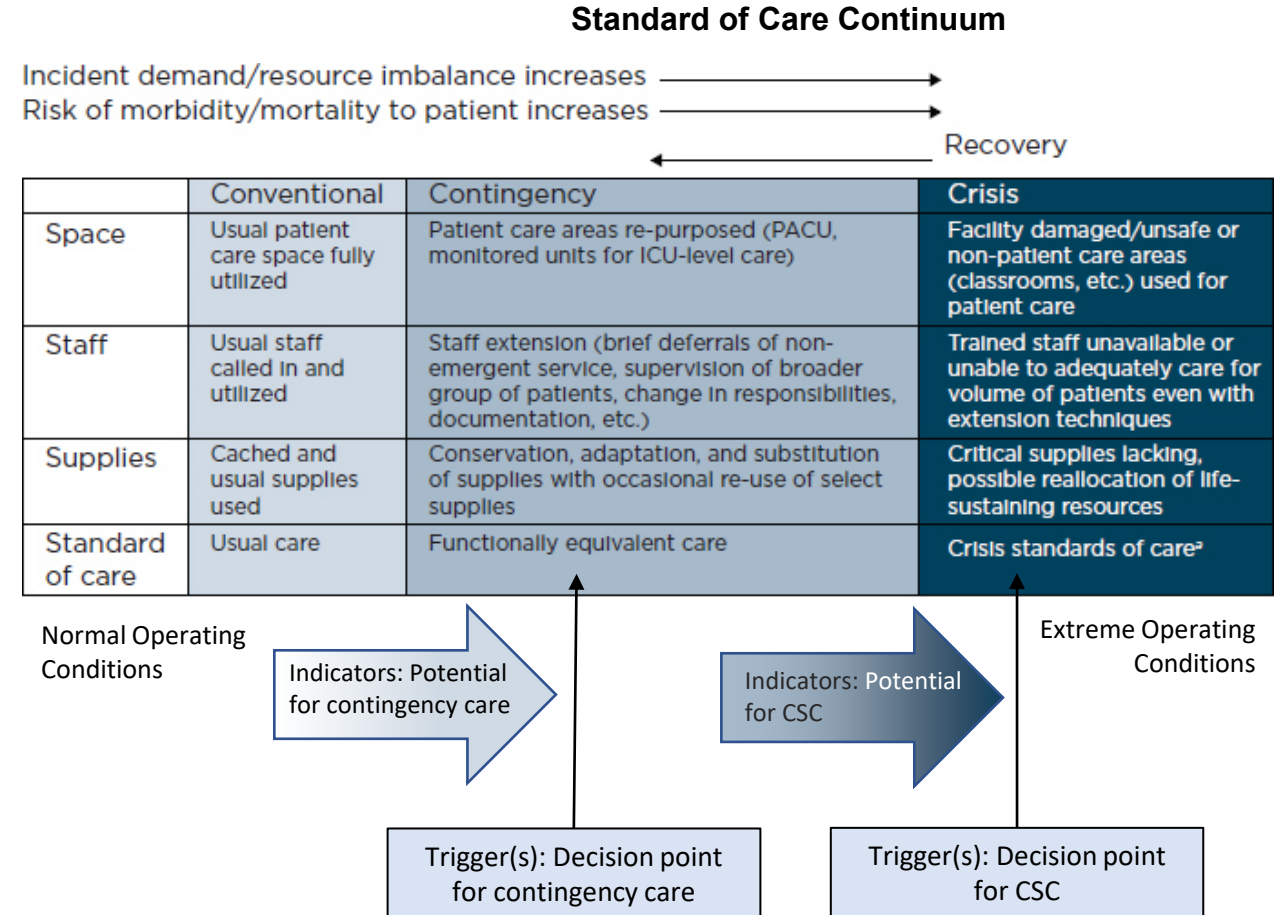 Standard of Care Continuum
Incident demand/resource imbalance increases
Risk of morbidity/mortality to patient increases
Recovery
Conventional
Contingency
Crisis
Space
Usual patient
care space fully
utilized
Patient care areas re-purposed (PACU,
monitored units for ICU-level care)
Facility damaged/unsafe or
non-patient care areas
(classrooms, etc.) used for
patient care
Staff
Usual staff
called in and
utilized
Staff extension (brief deferrals of non-
emergent service, supervision of broader
group of patients, change in responsibilities,
documentation, etc.)
Trained staff unavailable or
unable to adequately care for
volume of patients even with
extension techniques
Supplies
Cached and
usual supplies
used
Conservation, adaptation, and substitution
of supplies with occasional re-use of select
supplies
Critical supplies lacking,
possible reallocation of life-
sustaining resources
Standard
of care
Usual care
Functionally equivalent care
Crisis standards of care²
Normal Operating
Conditions
Indicators: Potential
for contingency care
Indicators: Potential
for CSC
Extreme Operating
Conditions
Trigger(s): Decision point
for contingency care
Trigger(s): Decision point
for CSC